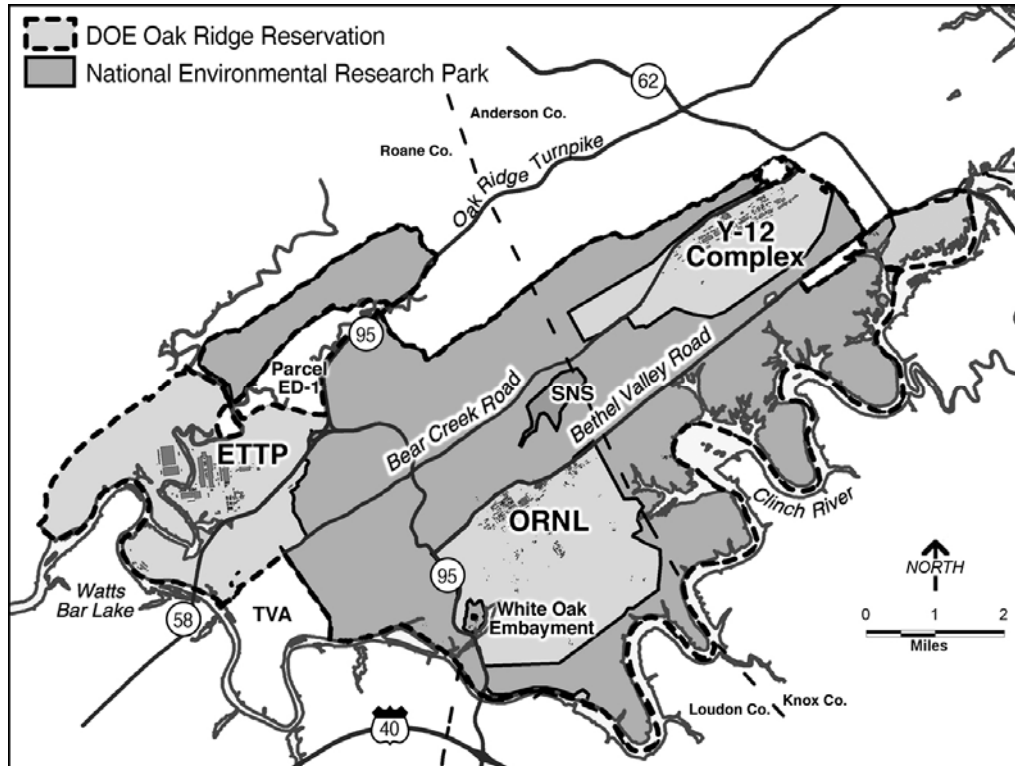 DOE Oak Ridge Reservation
National Environmental Research Park
62
Anderson Co.
Roane Co.
Oak Ridge Turnpike
Y-12
Complex
95
Parcel
ED-1
SNS
Bear Creek Road
Bethel Valley Road
ETTP
Clinch River
ORNL
NORTH
95
Watts
Bar Lake
58
TVA
White Oak
Embayment
0 1 2
Miles
Knox Co.
Loudon Co.
40